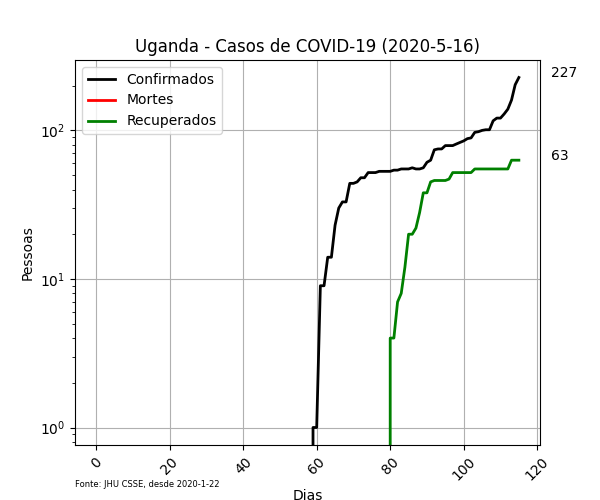 Uganda - Casos de COVID-19 (2020-5-16)
Confirmados
Mortes
Recuperados
227
63
10²
10¹
10⁰
Pessoas
0 20 40 60 80 100 120
Fonte: JHU CSSE, desde 2020-1-22
Dias